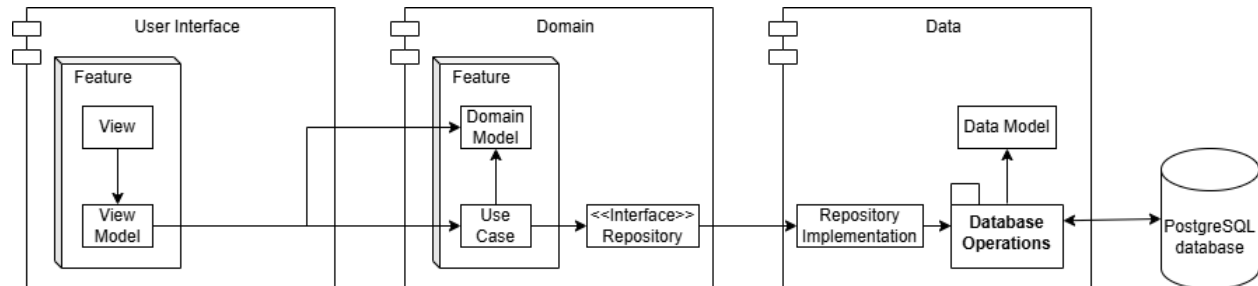 User Interface
Domain
Data
Feature
View
View
Model
Feature
Domain
Model
Use
Case
<<Interface>>
Repository
Repository
Implementation
Data Model
Database
Operations
PostgreSQL
database